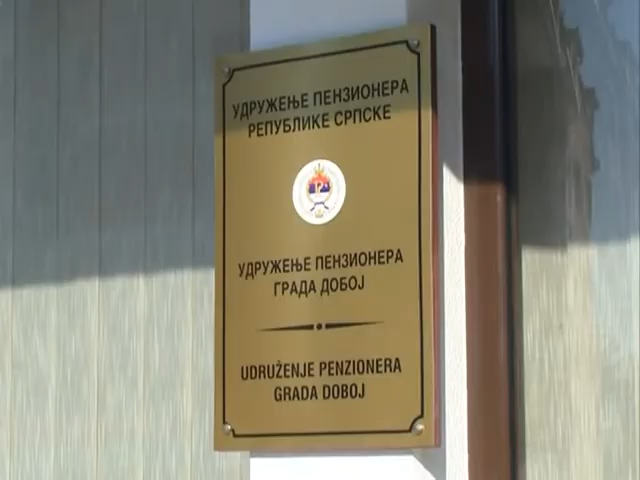 УДРУЖЕЊЕ ПЕНЗИОНЕРА
РЕПУБЛИКЕ СРПСКЕ
УДРУЖЕЊЕ ПЕНЗИОНЕРА
ГРАДА ДОБОЈ
UDRUŽENJE PENZIONERA
GRADA DOBOJ